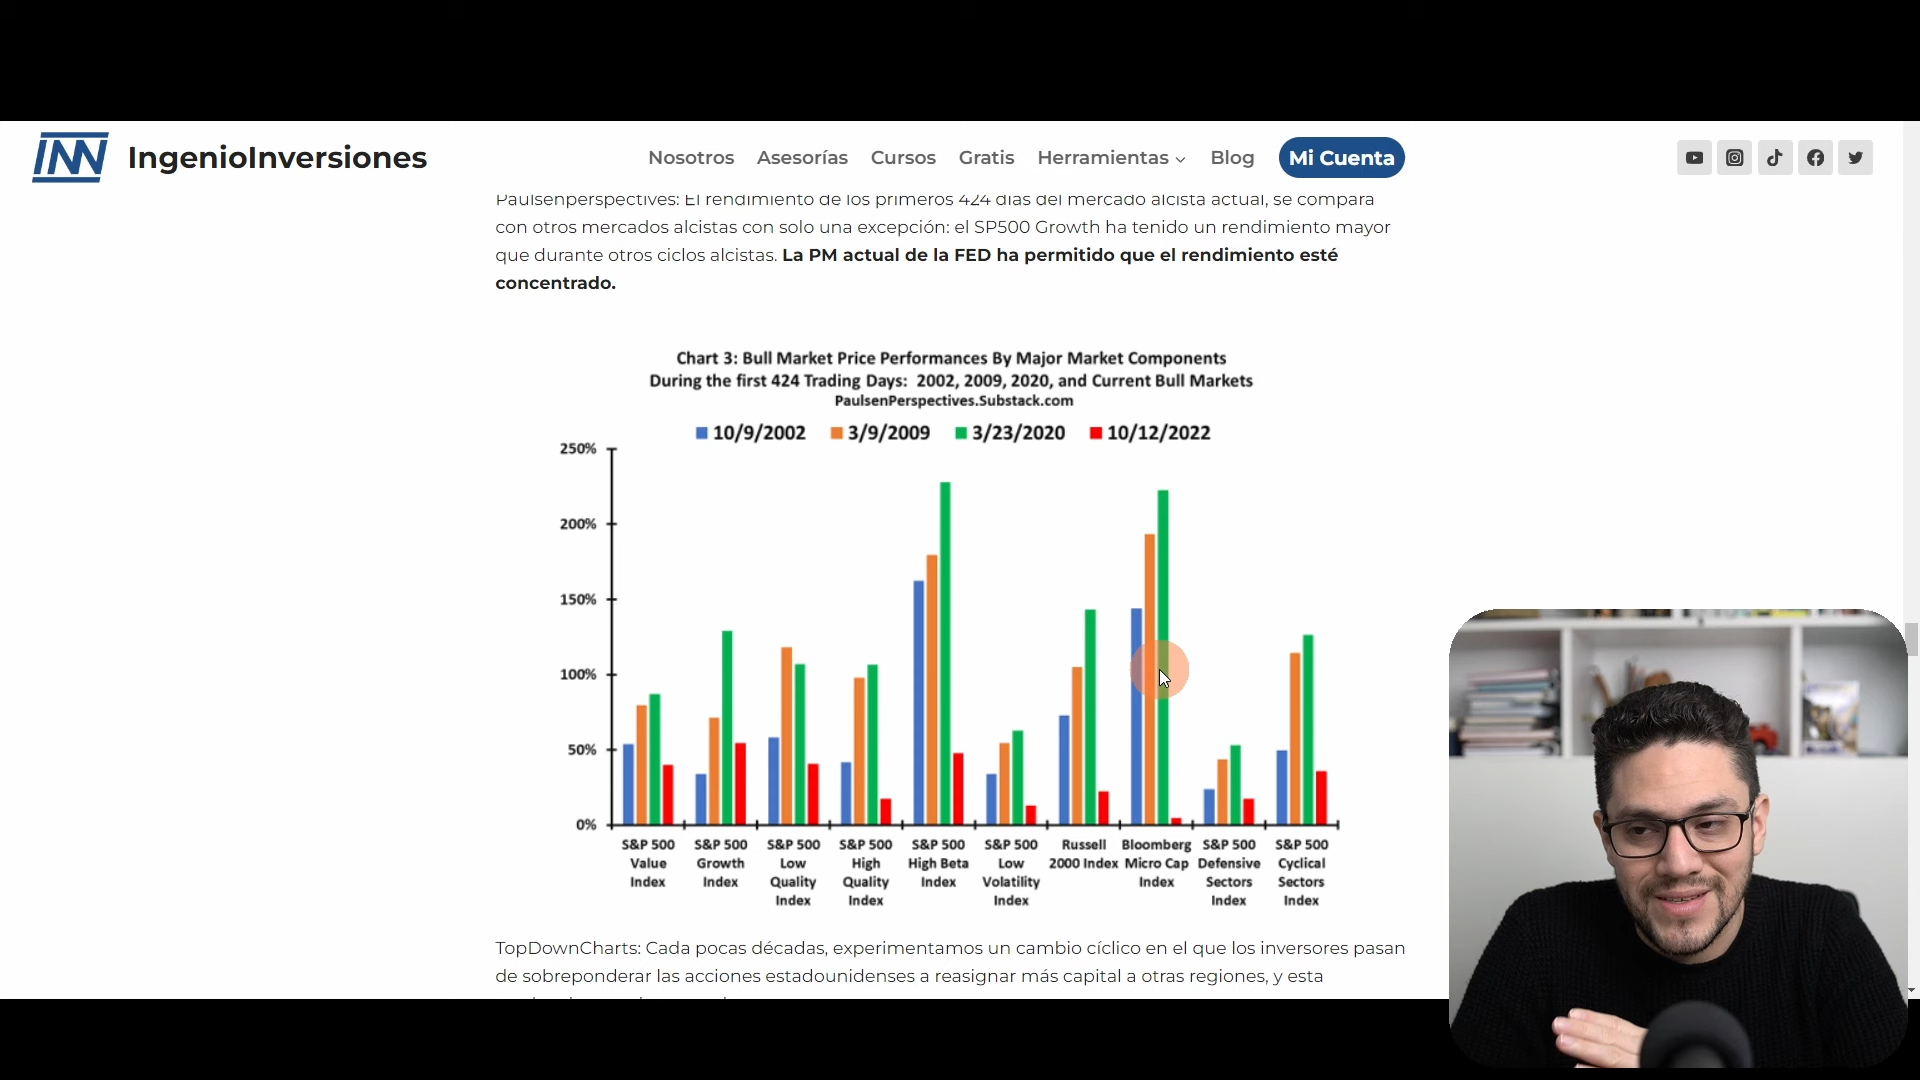 INN IngenioInversiones
Nosotros Asesorías Cursos Gratis Herramientas Blog Mi Cuenta
Paulsenperspectives: El rendimiento de los primeros 424 días del mercado alcista actual, se compara
con otros mercados alcistas con solo una excepción: el SP500 Growth ha tenido un rendimiento mayor
que durante otros ciclos alcistas. La PM actual de la FED ha permitido que el rendimiento esté
concentrado.
Chart 3: Bull Market Price Performances By Major Market Components
During the first 424 Trading Days: 2002, 2009, 2020, and Current Bull Markets
PaulsenPerspectives.Substack.com
10/9/2002 3/9/2009 3/23/2020 10/12/2022
250%
200%
150%
100%
50%
0%
S&P 500 Value Index
S&P 500 Growth Index
S&P 500 Low Quality Index
S&P 500 High Quality Index
S&P 500 High Beta Index
S&P 500 Low Volatility Index
Russell 2000 Index
Bloomberg Micro Cap Index
S&P 500 Defensive Sectors Index
S&P 500 Cyclical Sectors Index
TopDownCharts: Cada pocas décadas, experimentamos un cambio cíclico en el que los inversores pasan
de sobreponderar las acciones estadounidenses a reasignar más capital a otras regiones, y esta